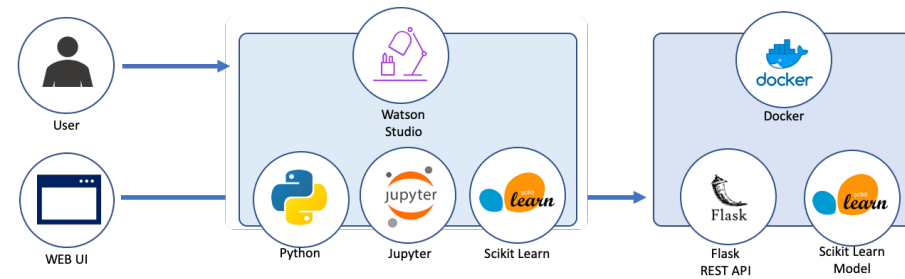 User
WEB UI
Watson
Studio
Python
jupyter
Jupyter
scikit
learn
Scikit Learn
docker
Docker
Flask
Flask
REST API
scikit
learn
Scikit Learn
Model